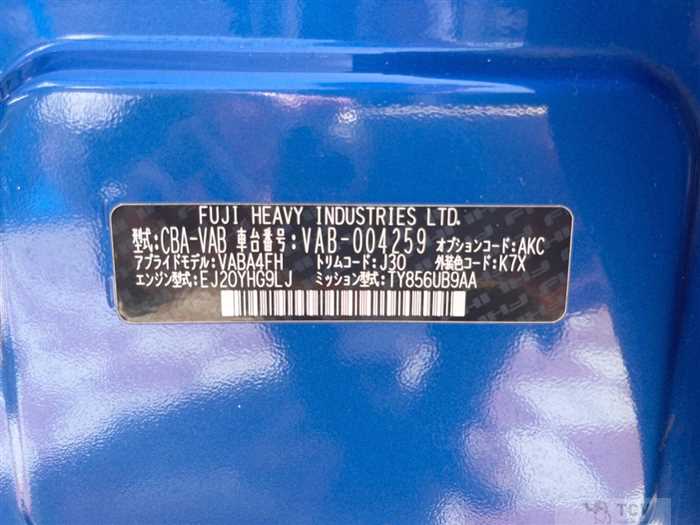 FUJI HEAVY INDUSTRIES LTD.
型式:CBA-VAB 車台番号:VAB-004259 オプションコード:AKC
アプライドモデル:VABA4FH トリムコード:J30 外装色コード:K7X
エンジン型式:EJ20YHG9LJ ミッション型式:TY856UB9AA
TCV